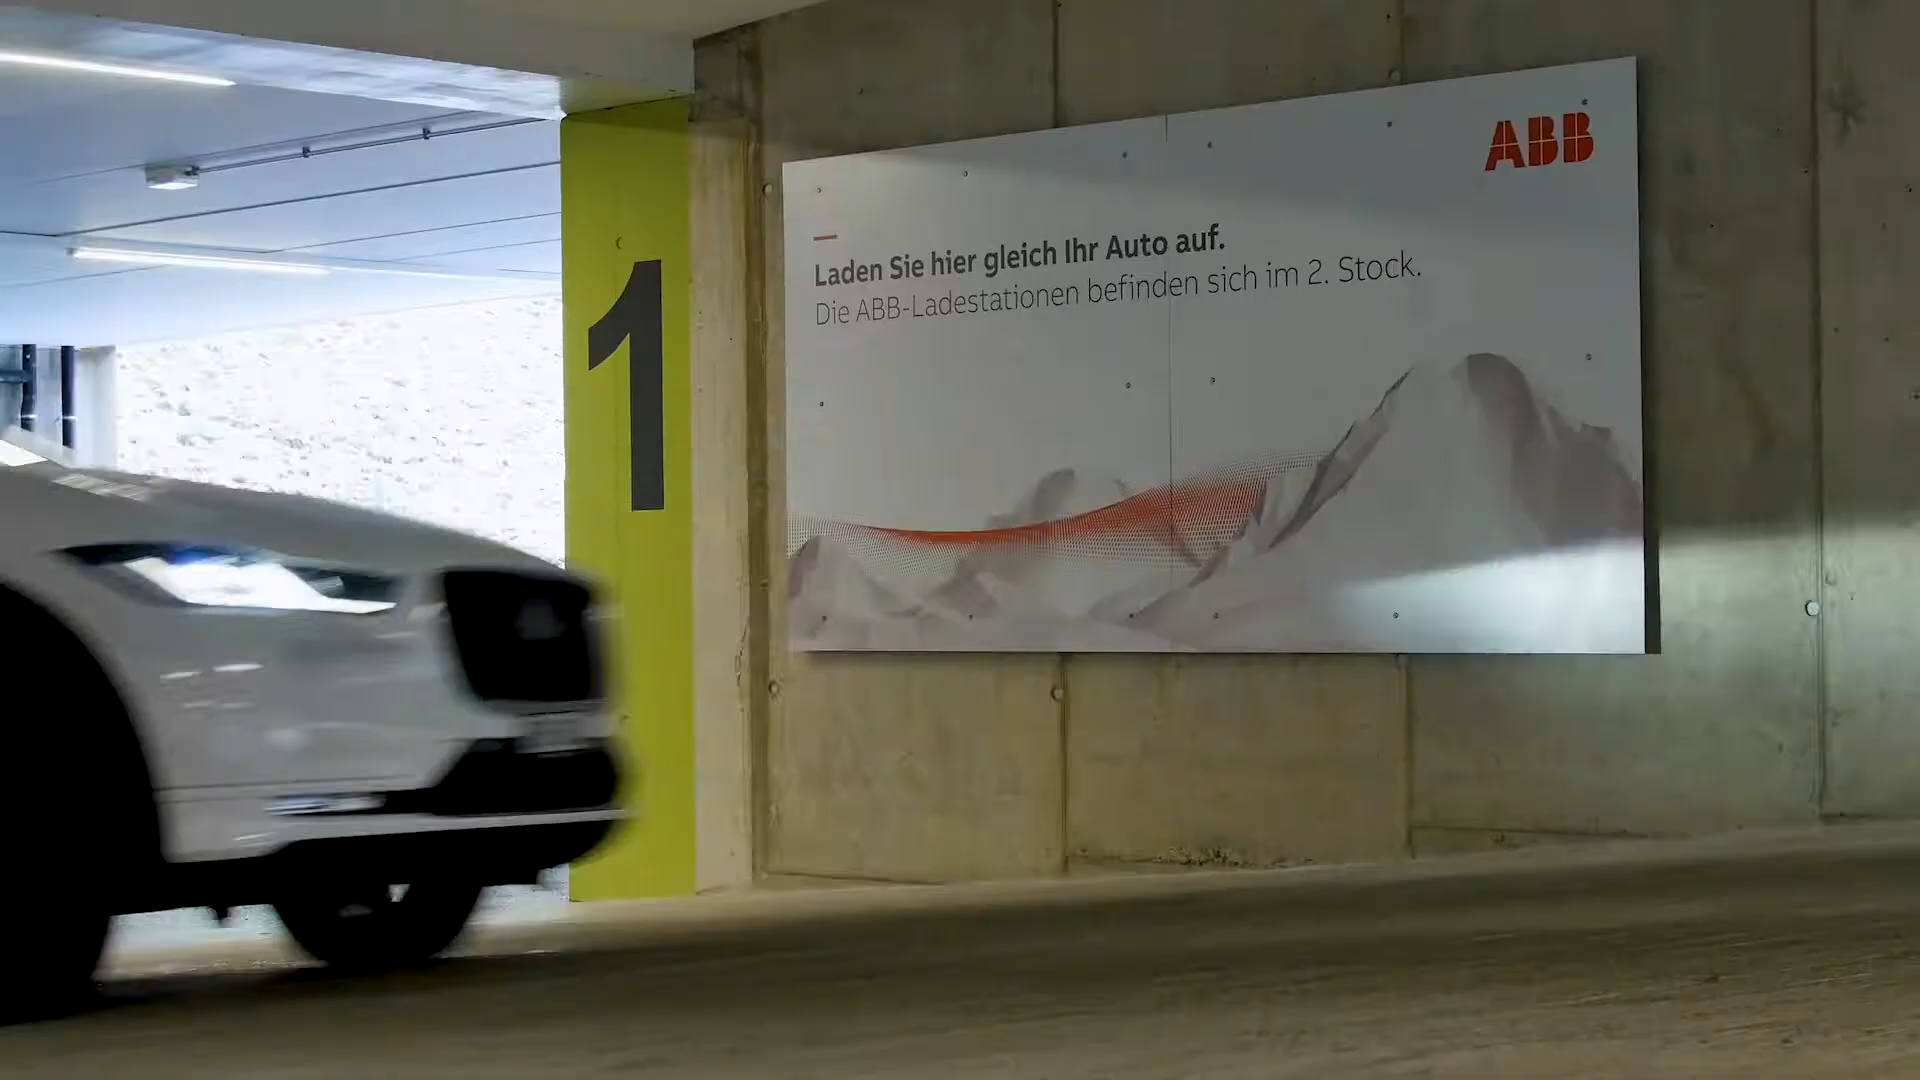 1
ABB
Laden Sie hier gleich Ihr Auto auf.
Die ABB-Ladestationen befinden sich im 2. Stock.